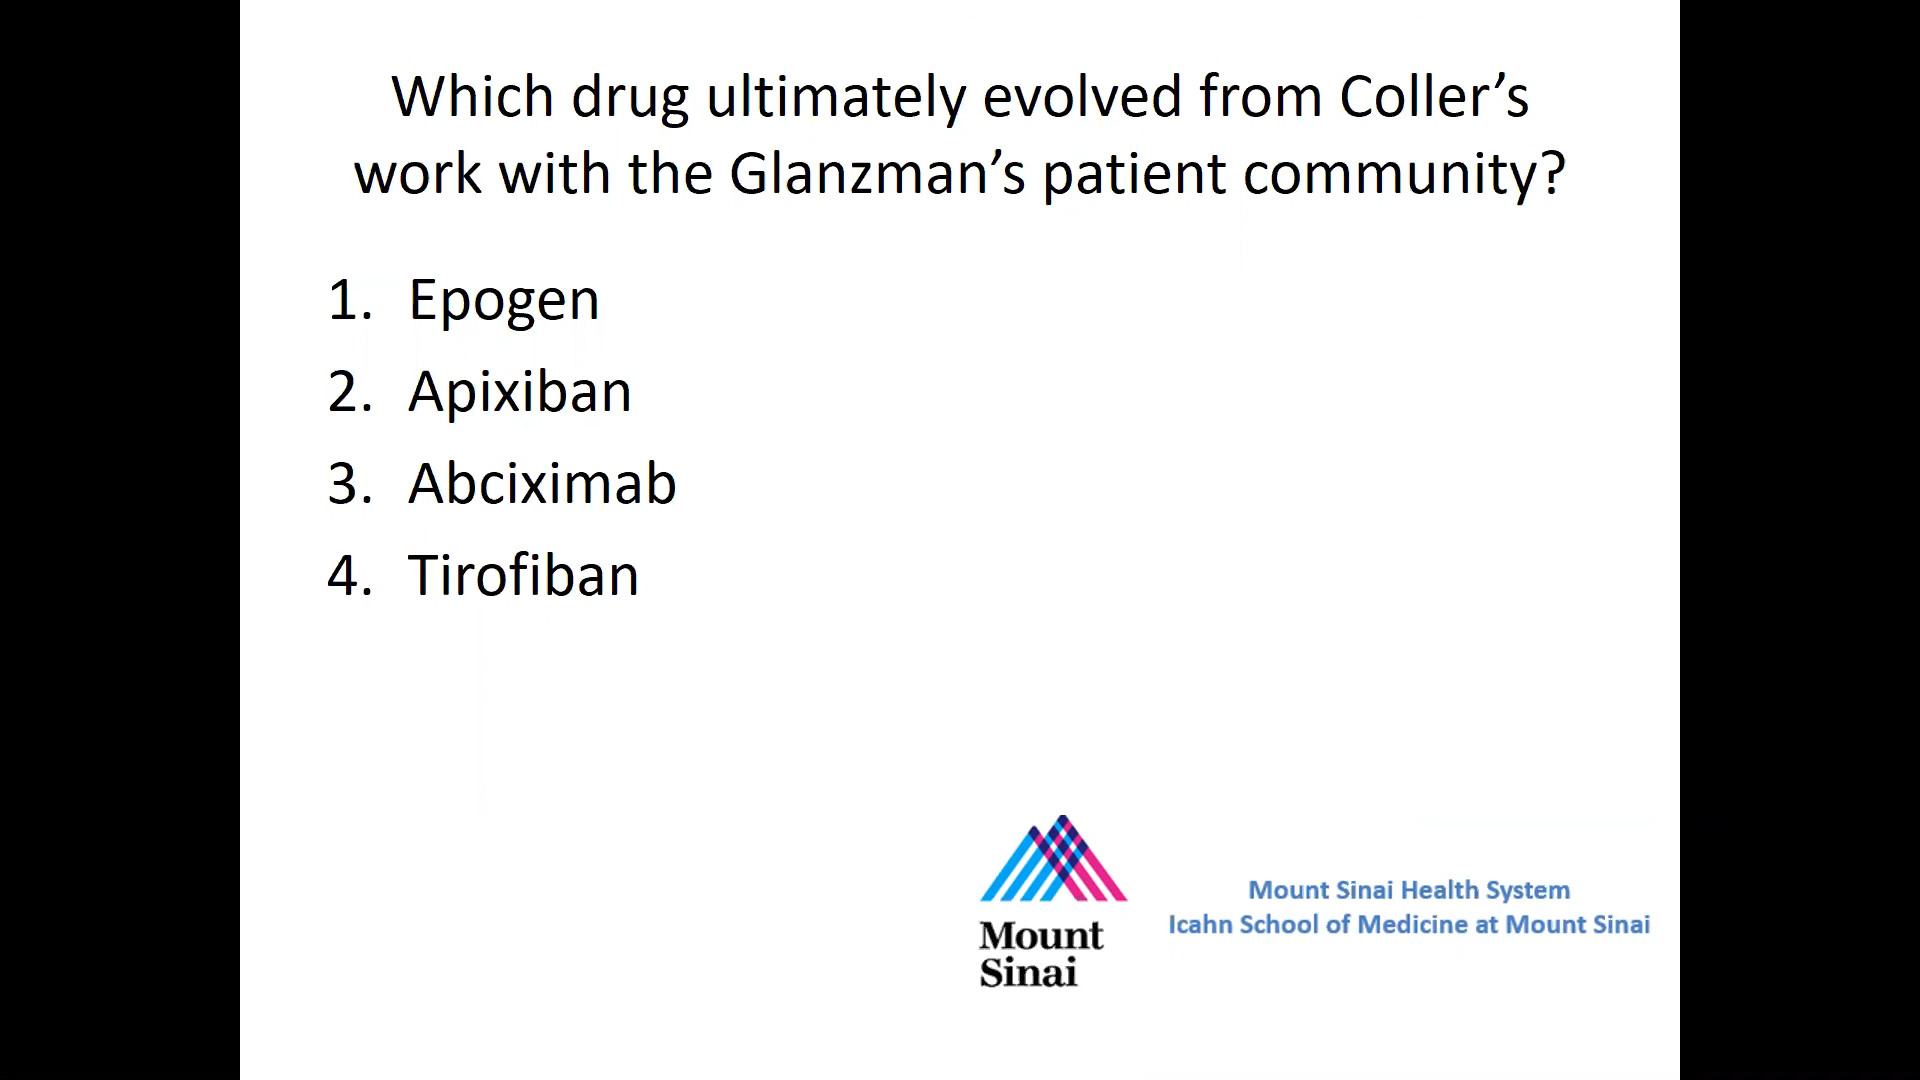 Which drug ultimately evolved from Coller’s
work with the Glanzman’s patient community?
1. Epogen
2. Apixiban
3. Abciximab
4. Tirofiban
Mount
Sinai
Mount Sinai Health System
Icahn School of Medicine at Mount Sinai